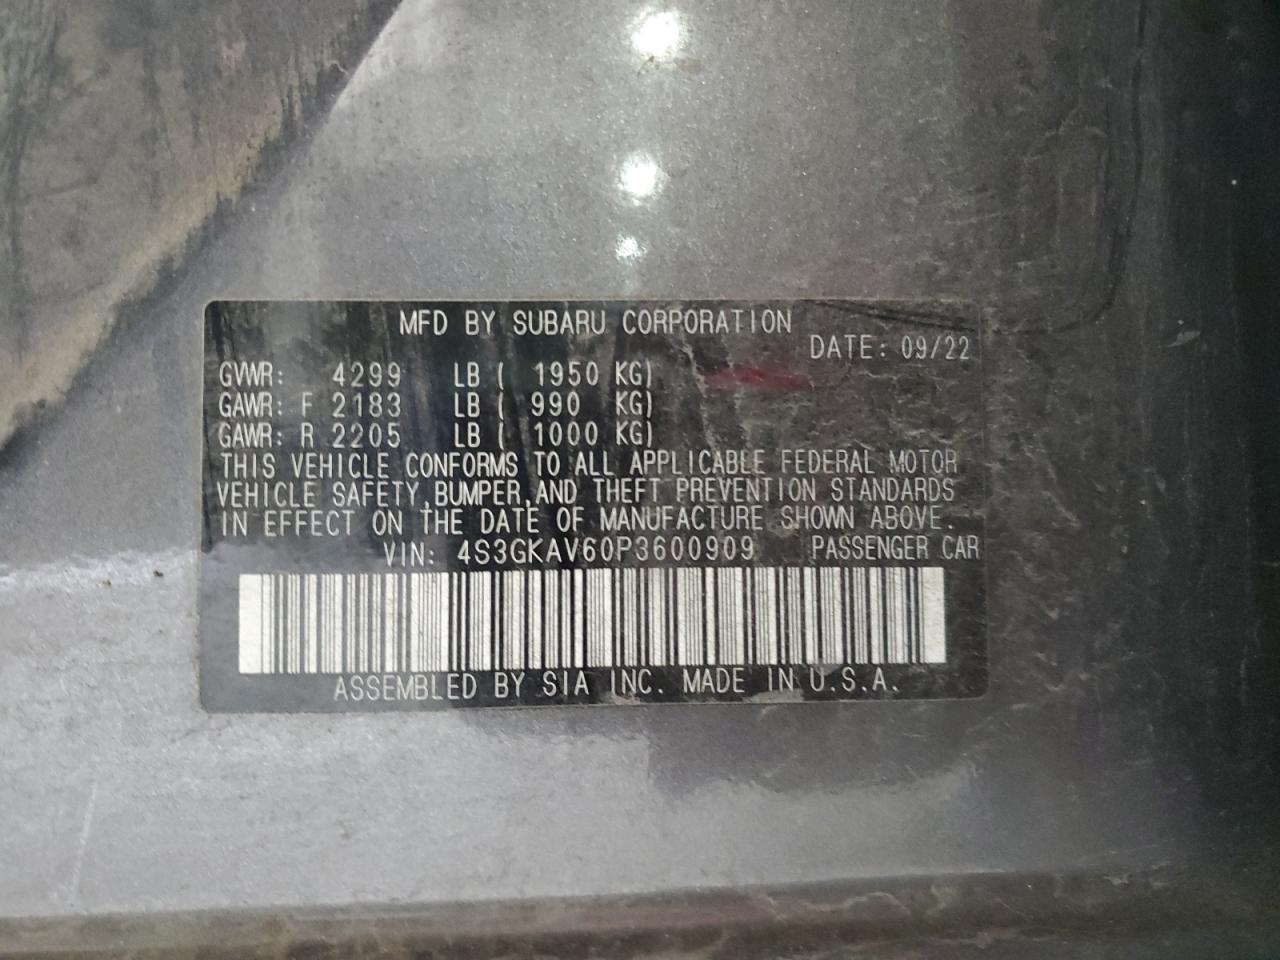 MFD BY SUBARU CORPORATION
DATE: 09/22
GVWR: 4299 LB ( 1950 KG)
GAWR: F 2183 LB ( 990 KG)
GAWR: R 2205 LB ( 1000 KG)
THIS VEHICLE CONFORMS TO ALL APPLICABLE FEDERAL MOTOR
VEHICLE SAFETY,BUMPER,AND THEFT PREVENTION STANDARDS
IN EFFECT ON THE DATE OF MANUFACTURE SHOWN ABOVE.
VIN: 4S3GKAV60P3600909 PASSENGER CAR
ASSEMBLED BY SIA INC. MADE IN U.S.A.